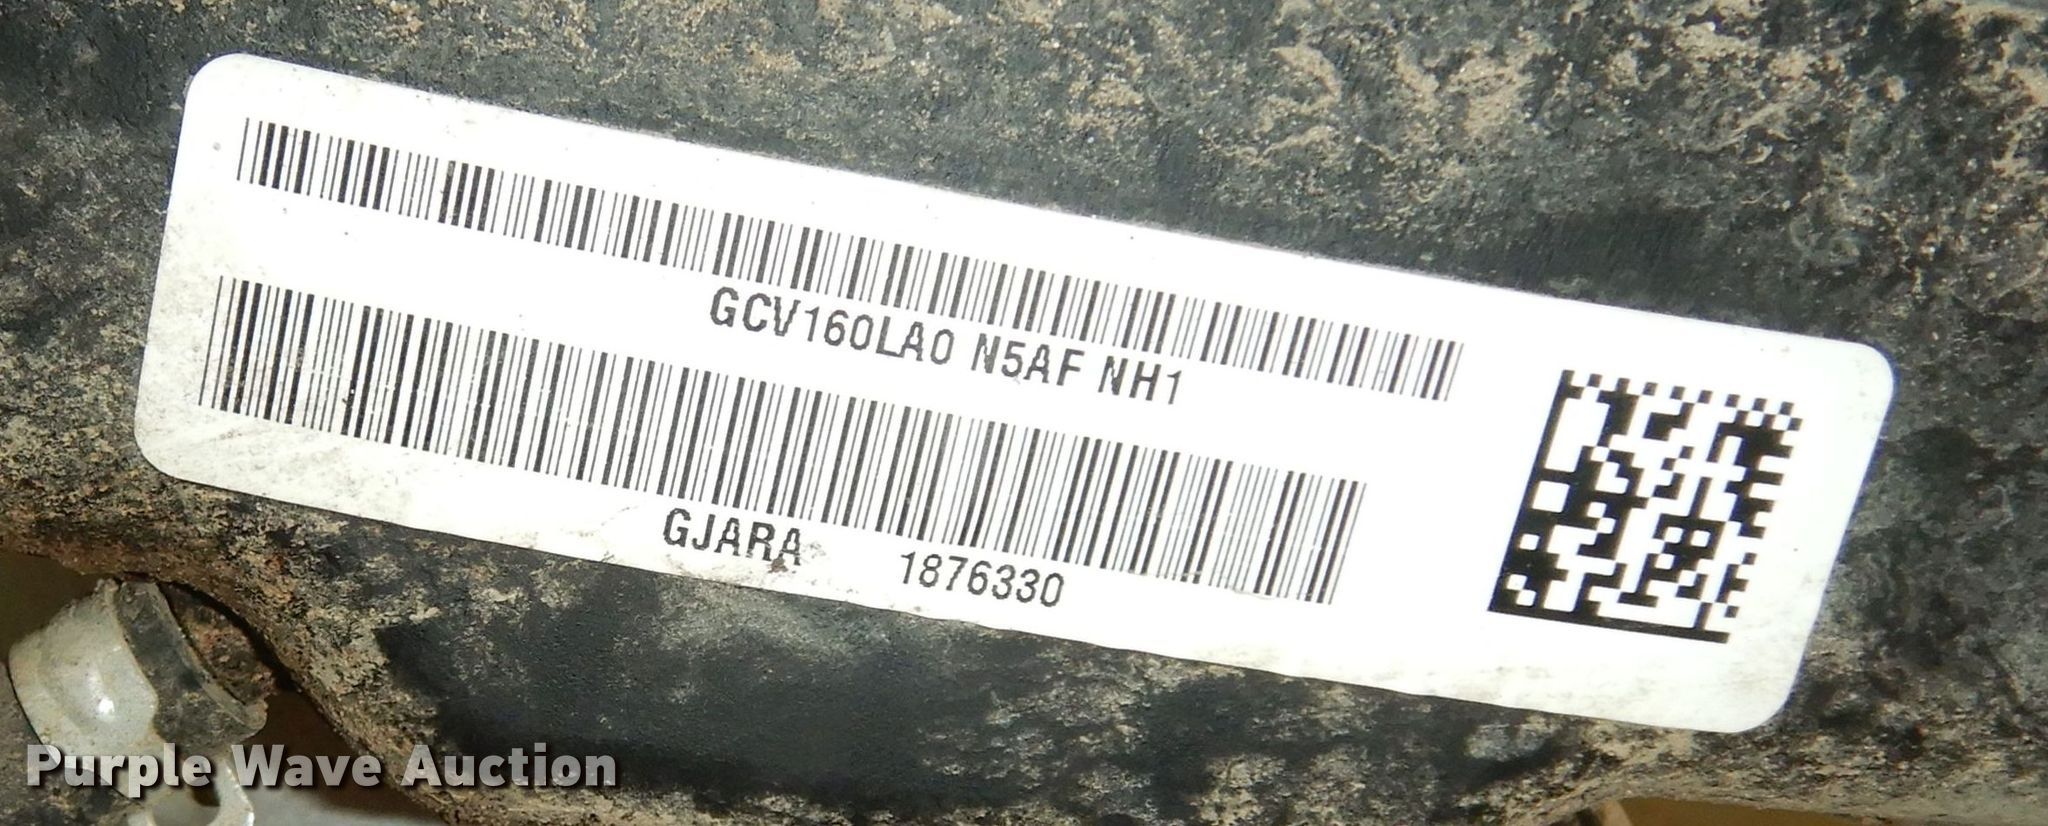 GCV160LA0 N5AF NH1
GJARA 1876330
Purple Wave Auction